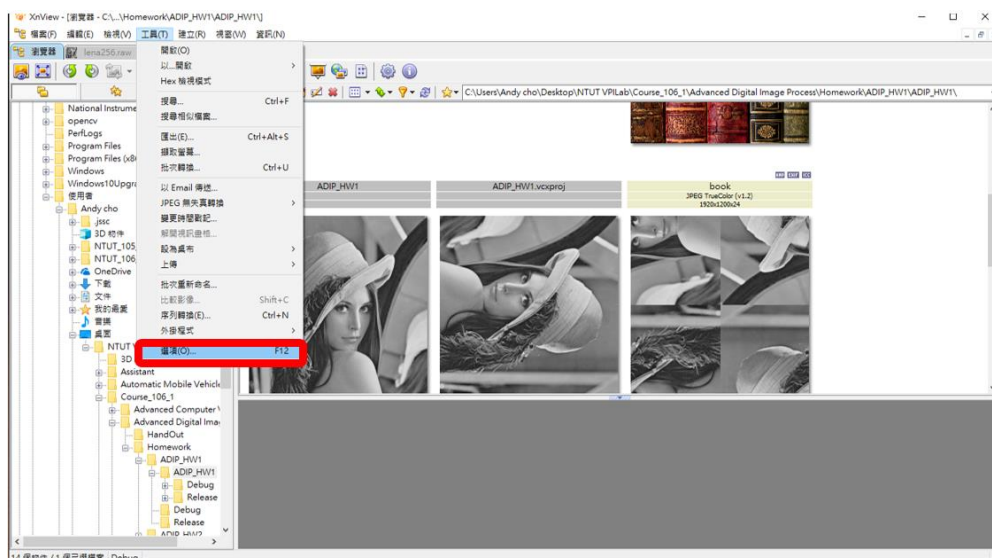 XnView - [瀏覽器 - C:\...\Homework\ADIP_HW1\ADIP_HW1\]
檔案(F) 編輯(E) 檢視(V) 工具(T) 建立(R) 視窗(W) 資訊(N)
瀏覽器 lena256.raw
開啟(O)
以...開啟
Hex 檢視模式
搜尋... Ctrl+F
搜尋相似檔案...
匯出(E)... Ctrl+Alt+S
擷取螢幕...
批次轉換... Ctrl+U
以 Email 傳送...
JPEG 無失真轉換
變更時間戳記...
設為桌布
上傳
批次重新命名...
比較影像... Shift+C
序列轉換(E)... Ctrl+N
外掛程式
選項(O)... F12
C:\Users\Andy cho\Desktop\NTUT VPILab\Course_106_1\Advanced Digital Image Process\Homework\ADIP_HW1\ADIP_HW1\
National Instrume
opencv
PerfLogs
Program Files
Program Files (x8
Windows
Windows10Upgra
使用者
Andy cho
.jssc
3D 物件
NTUT_105
NTUT_106
OneDrive
下載
文件
我的最愛
音樂
桌面
NTUT
3D
Assistant
Automatic Mobile Vehicle
Course_106_1
Advanced Computer
Advanced Digital Ima
HandOut
Homework
ADIP_HW1
ADIP_HW1
Debug
Release
Debug
Release
ADIP_HW2
ADIP_HW1
ADIP_HW1.vcxproj
book
JPEG TrueColor (v1.2)
1920x1200x24